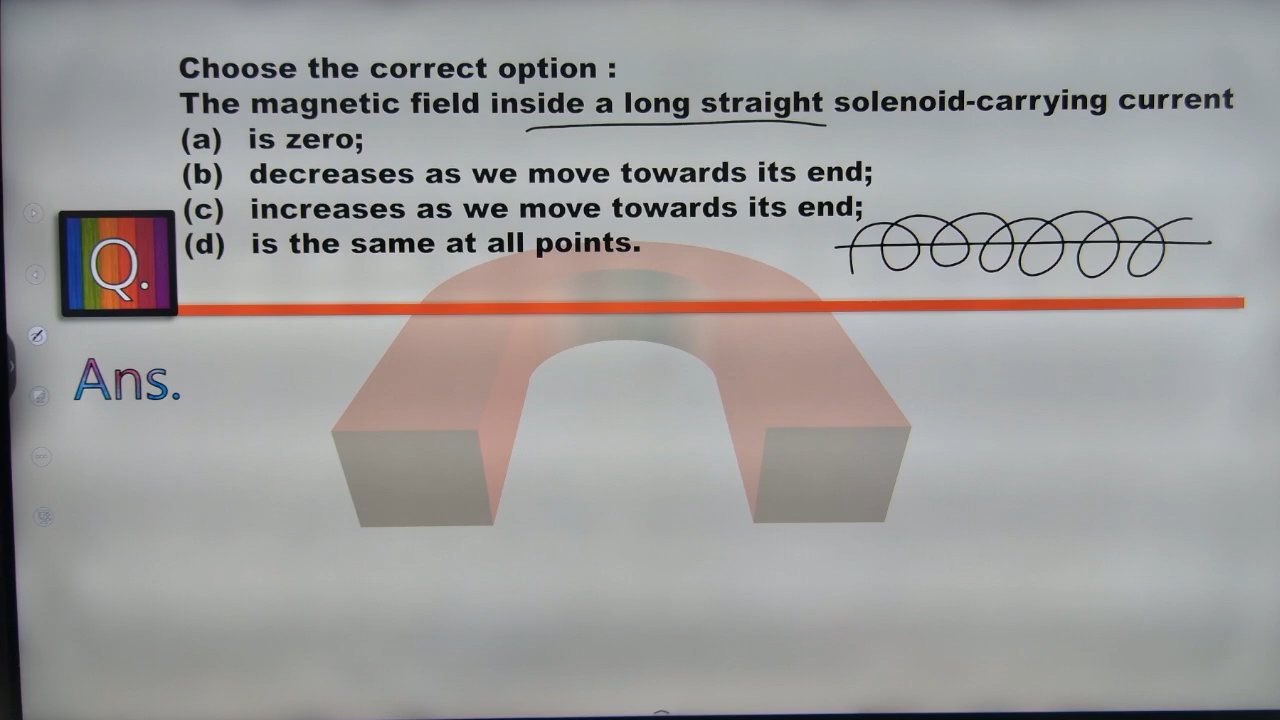 Choose the correct option :
The magnetic field inside a long straight solenoid-carrying current
(a) is zero;
(b) decreases as we move towards its end;
(c) increases as we move towards its end;
(d) is the same at all points.
Q.
Ans.